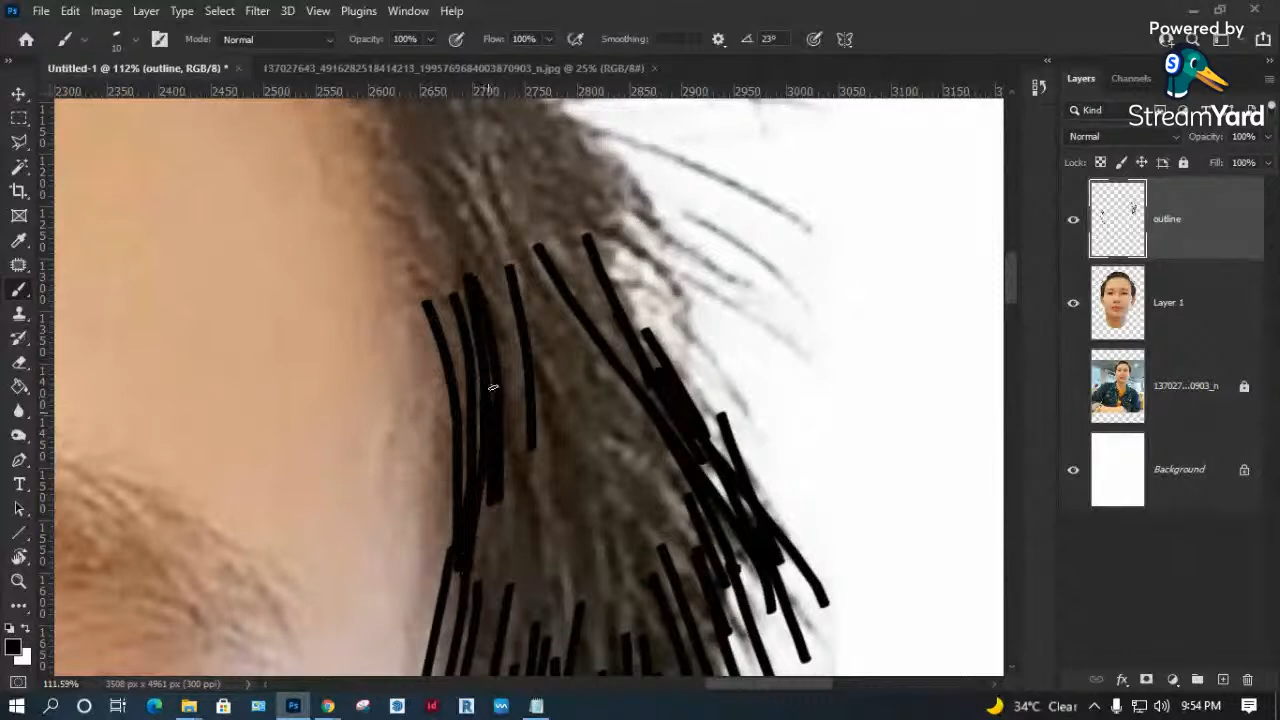 Ps File Edit Image Layer Type Select Filter 3D View Plugins Window Help
Powered by
StreamYard
10 Mode: Normal Opacity: 100% Flow: 100% Smoothing: 23°
Untitled-1 @ 112% (outline, RGB/8) * × 137027643_4916282518414213_1995769684003870903_n.jpg @ 25% (RGB/8#) ×
2300 2350 2400 2450 2500 2550 2600 2650 2700 2750 2800 2850 2900 2950 3000 3050 3100 3150
Layers Channels
Kind
Normal Opacity: 100%
Lock: Fill: 100%
outline
Layer 1
137027...0903_n
Background
111.59% 3508 px x 4961 px (300 ppi)
34°C Clear 9:54 PM